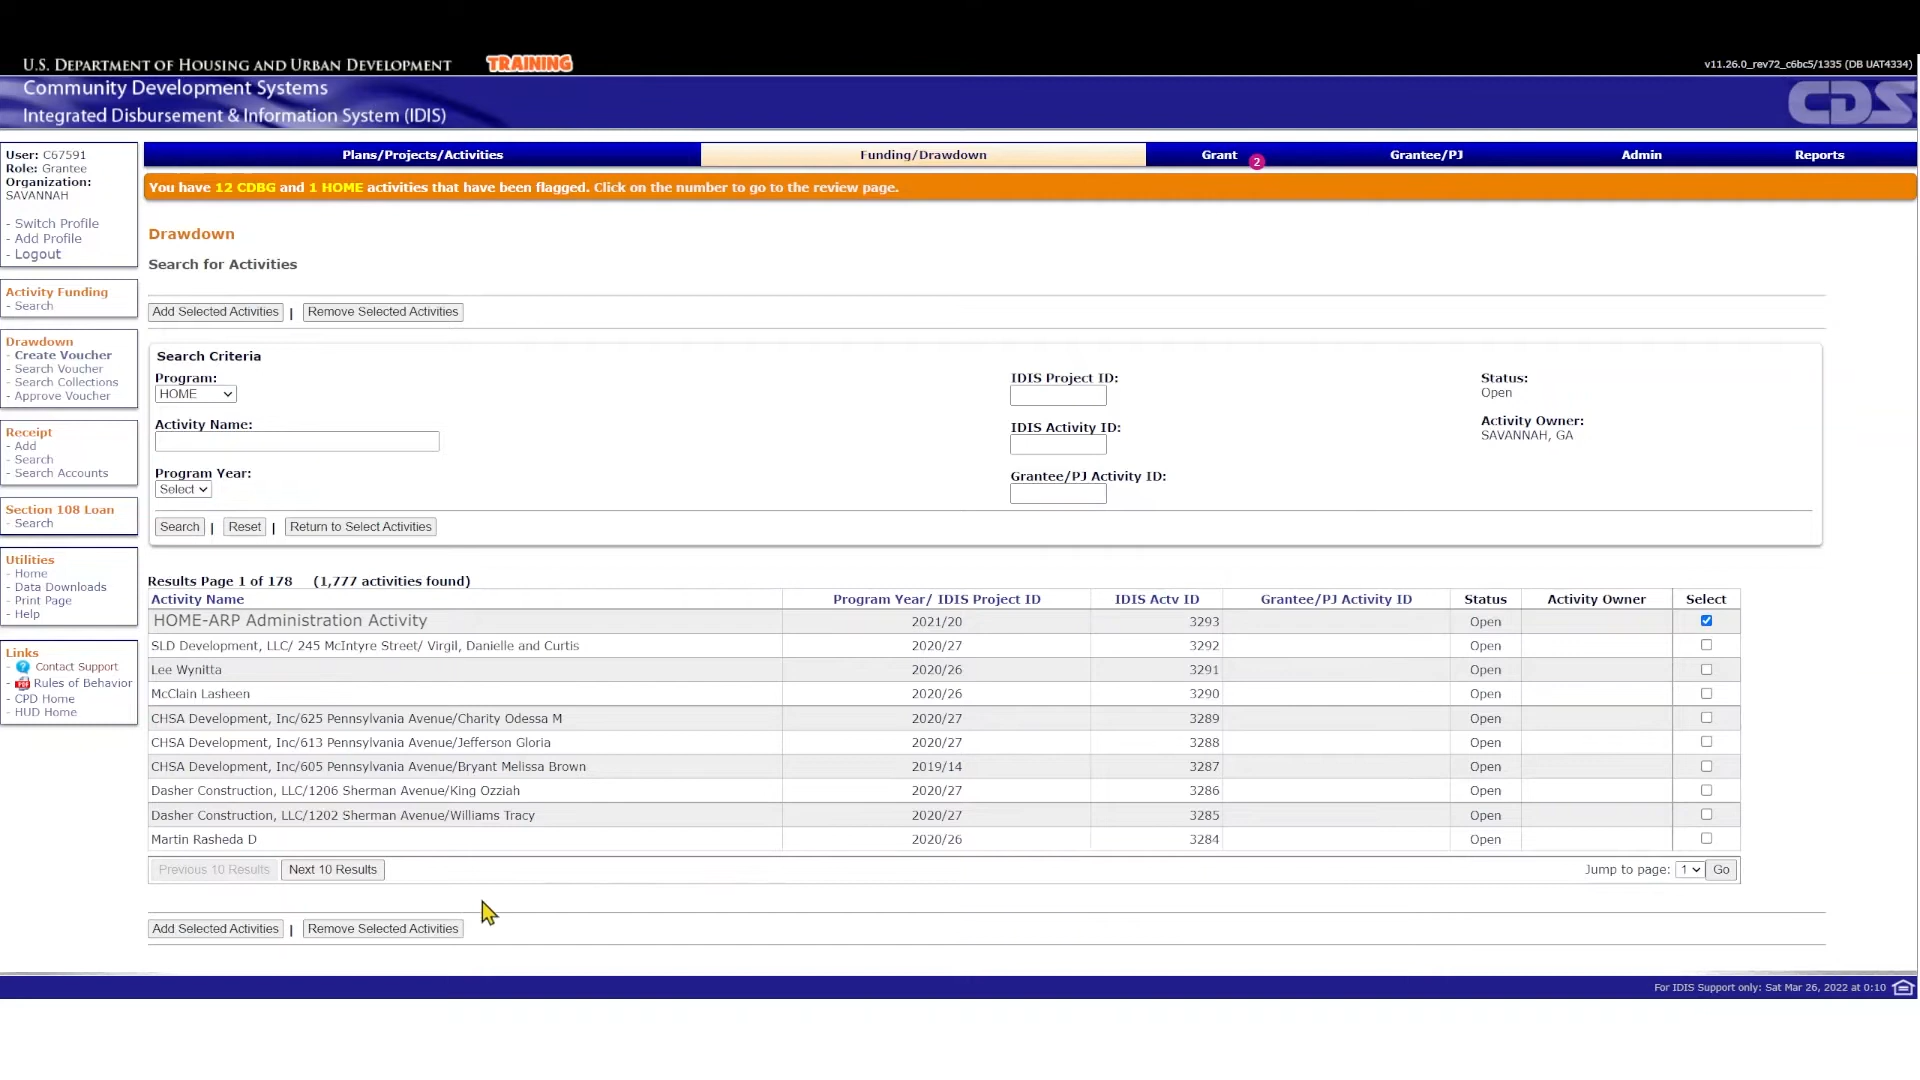 U.S. DEPARTMENT OF HOUSING AND URBAN DEVELOPMENT TRAINING v11.26.0_rev72_c6bc5/1335 (DB UAT4334)
Community Development Systems
Integrated Disbursement & Information System (IDIS)
CDS
User: C67591
Role: Grantee
Organization:
SAVANNAH
- Switch Profile
- Add Profile
- Logout
Activity Funding
- Search
Drawdown
- Create Voucher
- Search Voucher
- Search Collections
- Approve Voucher
Receipt
- Add
- Search
- Search Accounts
Section 108 Loan
- Search
Utilities
- Home
- Data Downloads
- Print Page
- Help
Links
- Contact Support
- Rules of Behavior
- CPD Home
- HUD Home
Plans/Projects/Activities Funding/Drawdown Grant 2 Grantee/PJ Admin Reports
You have 12 CDBG and 1 HOME activities that have been flagged. Click on the number to go to the review page.
Drawdown
Search for Activities
Add Selected Activities | Remove Selected Activities
Search Criteria
Program: IDIS Project ID: Status:
HOME Open
Activity Name: IDIS Activity ID: Activity Owner:
SAVANNAH, GA
Program Year: Grantee/PJ Activity ID:
Select
Search | Reset | Return to Select Activities
Results Page 1 of 178 (1,777 activities found)
Activity Name Program Year/ IDIS Project ID IDIS Actv ID Grantee/PJ Activity ID Status Activity Owner Select
HOME-ARP Administration Activity 2021/20 3293 Open
SLD Development, LLC/ 245 McIntyre Street/ Virgil, Danielle and Curtis 2020/27 3292 Open
Lee Wynitta 2020/26 3291 Open
McClain Lasheen 2020/26 3290 Open
CHSA Development, Inc/625 Pennsylvania Avenue/Charity Odessa M 2020/27 3289 Open
CHSA Development, Inc/613 Pennsylvania Avenue/Jefferson Gloria 2020/27 3288 Open
CHSA Development, Inc/605 Pennsylvania Avenue/Bryant Melissa Brown 2019/14 3287 Open
Dasher Construction, LLC/1206 Sherman Avenue/King Ozziah 2020/27 3286 Open
Dasher Construction, LLC/1202 Sherman Avenue/Williams Tracy 2020/27 3285 Open
Martin Rasheda D 2020/26 3284 Open
Previous 10 Results Next 10 Results Jump to page: 1 Go
Add Selected Activities | Remove Selected Activities
For IDIS Support only: Sat Mar 26, 2022 at 0:10